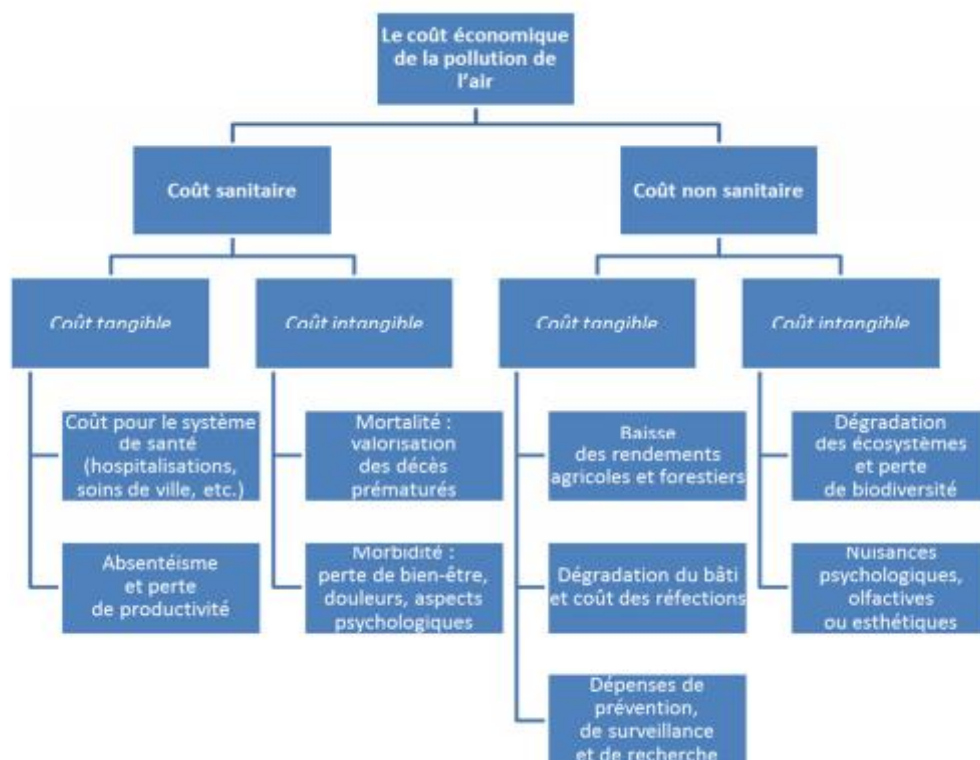 Le coût économique
de la pollution de
l'air
Coût sanitaire
Coût non sanitaire
Coût tangible
Coût intangible
Coût tangible
Coût intangible
Coût pour le système
de santé
(hospitalisations,
soins de ville, etc.)
Mortalité :
valorisation
des décès
prématurés
Baisse
des rendements
agricoles et forestiers
Dégradation
des écosystèmes
et perte
de biodiversité
Absentéisme
et perte
de productivité
Morbidité :
perte de bien-être,
douleurs, aspects
psychologiques
Dégradation du bâti
et coût des réfections
Nuisances
psychologiques,
olfactives
ou esthétiques
Dépenses de
prévention,
de surveillance
et de recherche